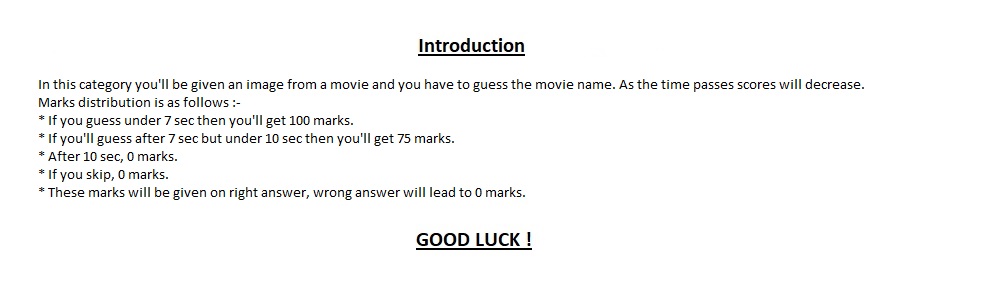 Introduction
In this category you'll be given an image from a movie and you have to guess the movie name. As the time passes scores will decrease.
Marks distribution is as follows :-
* If you guess under 7 sec then you'll get 100 marks.
* If you'll guess after 7 sec but under 10 sec then you'll get 75 marks.
* After 10 sec, 0 marks.
* If you skip, 0 marks.
* These marks will be given on right answer, wrong answer will lead to 0 marks.
GOOD LUCK !